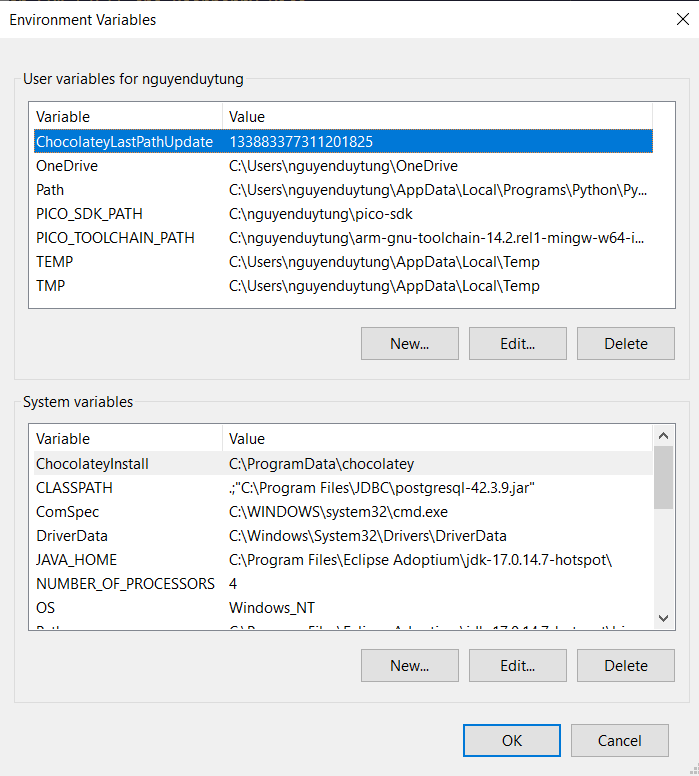 Environment Variables
User variables for nguyenduytung
Variable Value
ChocolateyLastPathUpdate 133883377311201825
OneDrive C:\Users\nguyenduytung\OneDrive
Path C:\Users\nguyenduytung\AppData\Local\Programs\Python\Py...
PICO_SDK_PATH C:\nguyenduytung\pico-sdk
PICO_TOOLCHAIN_PATH C:\nguyenduytung\arm-gnu-toolchain-14.2.rel1-mingw-w64-i...
TEMP C:\Users\nguyenduytung\AppData\Local\Temp
TMP C:\Users\nguyenduytung\AppData\Local\Temp
New... Edit... Delete
System variables
Variable Value
ChocolateyInstall C:\ProgramData\chocolatey
CLASSPATH .;"C:\Program Files\JDBC\postgresql-42.3.9.jar"
ComSpec C:\WINDOWS\system32\cmd.exe
DriverData C:\Windows\System32\Drivers\DriverData
JAVA_HOME C:\Program Files\Eclipse Adoptium\jdk-17.0.14.7-hotspot\
NUMBER_OF_PROCESSORS 4
OS Windows_NT
New... Edit... Delete
OK Cancel